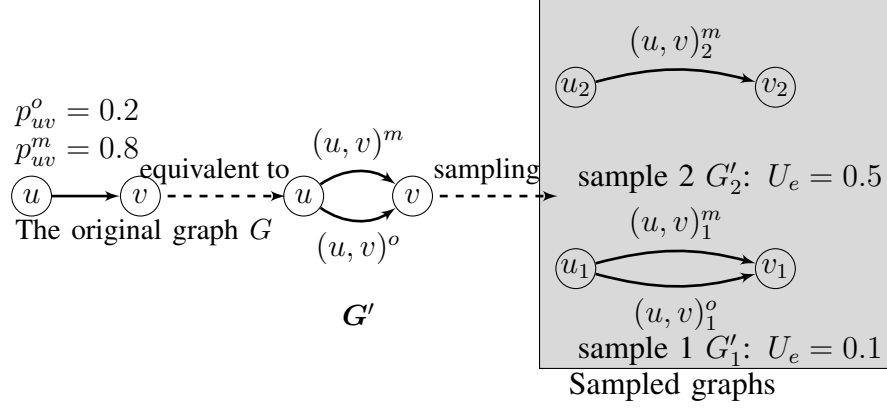 p^o_{uv} = 0.2
p^m_{uv} = 0.8
u
v
The original graph G
equivalent to
(u, v)^m
u
v
(u, v)^o
G′
sampling
(u, v)^m_2
u_2
v_2
sample 2 G′_2: U_e = 0.5
(u, v)^m_1
u_1
v_1
(u, v)^o_1
sample 1 G′_1: U_e = 0.1
Sampled graphs